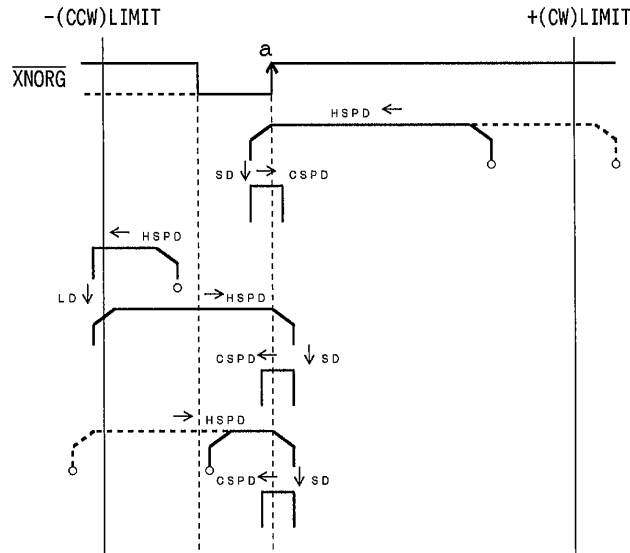 -(CCW)LIMIT +(CW)LIMIT
a
XNORG
HSPD ←
SD ↓ → CSPD
← HSPD
LD ↓ → HSPD
CSPD ← ↓ SD
→ HSPD
CSPD ← ↓ SD